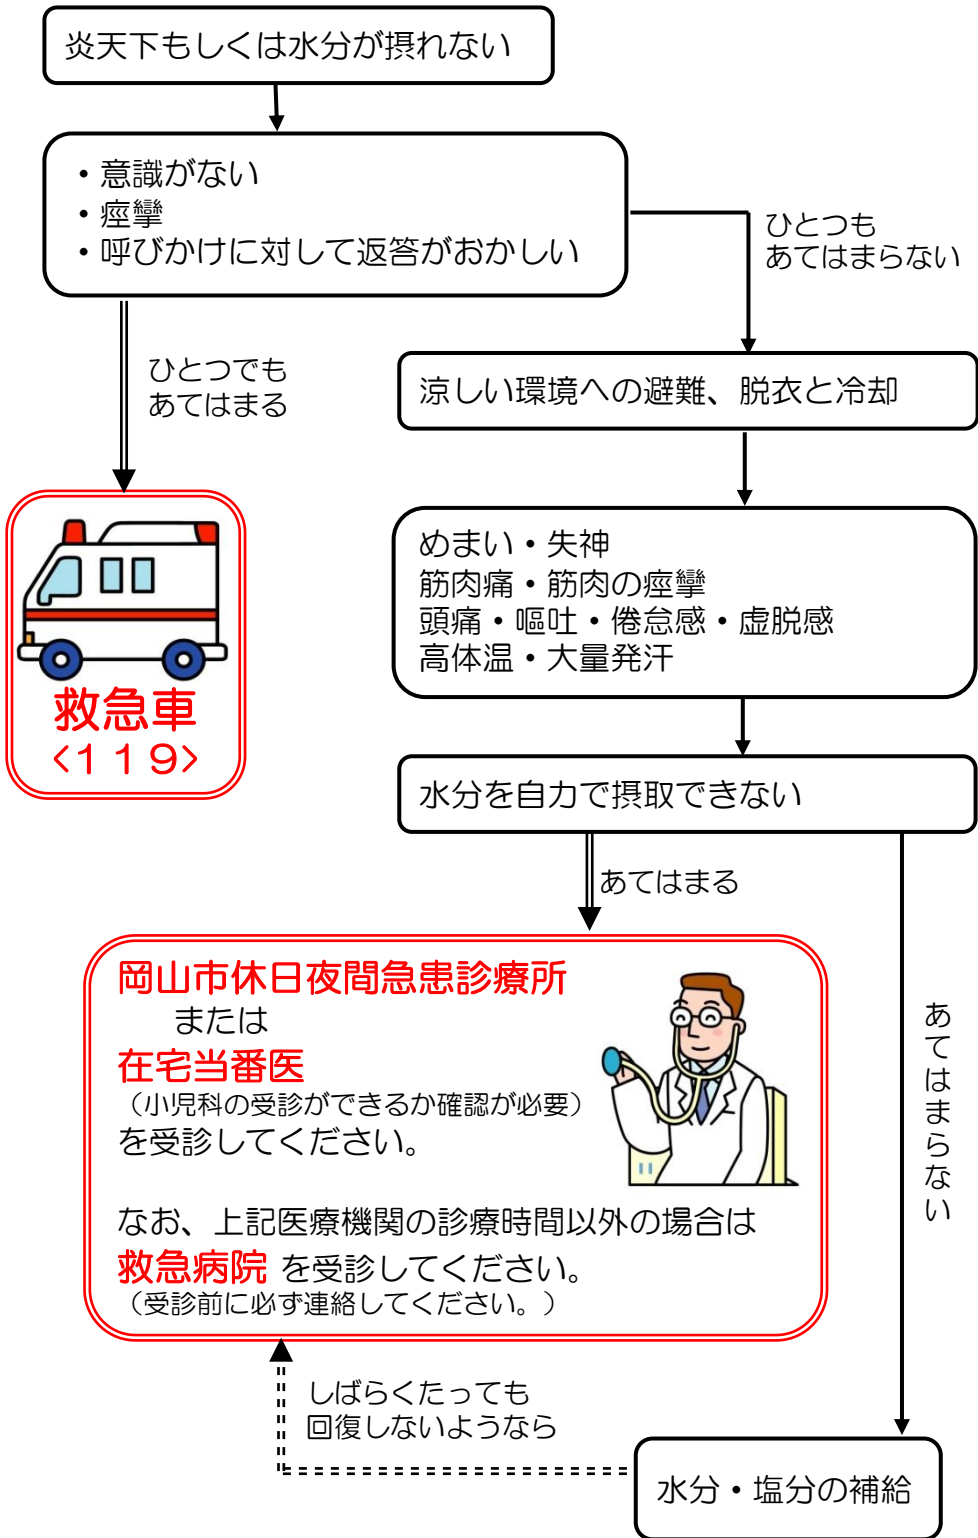 炎天下もしくは水分が摂れない
・意識がない
・痙攣
・呼びかけに対して返答がおかしい
ひとつも
あてはまらない
ひとつでも
あてはまる
涼しい環境への避難、脱衣と冷却
救急車
<119>
めまい・失神
筋肉痛・筋肉の痙攣
頭痛・嘔吐・倦怠感・虚脱感
高体温・大量発汗
水分を自力で摂取できない
あてはまる
岡山市休日夜間急患診療所
または
在宅当番医
（小児科の受診ができるか確認が必要）
を受診してください。
なお、上記医療機関の診療時間以外の場合は
救急病院 を受診してください。
（受診前に必ず連絡してください。）
あてはまらない
しばらくたっても
回復しないようなら
水分・塩分の補給